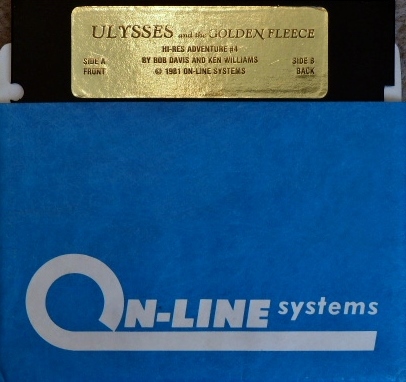 ULYSSES and the GOLDEN FLEECE
HI-RES ADVENTURE #4
SIDE A BY BOB DAVIS AND KEN WILLIAMS SIDE B
FRONT © 1981 ON-LINE SYSTEMS BACK
ON-LINE systems